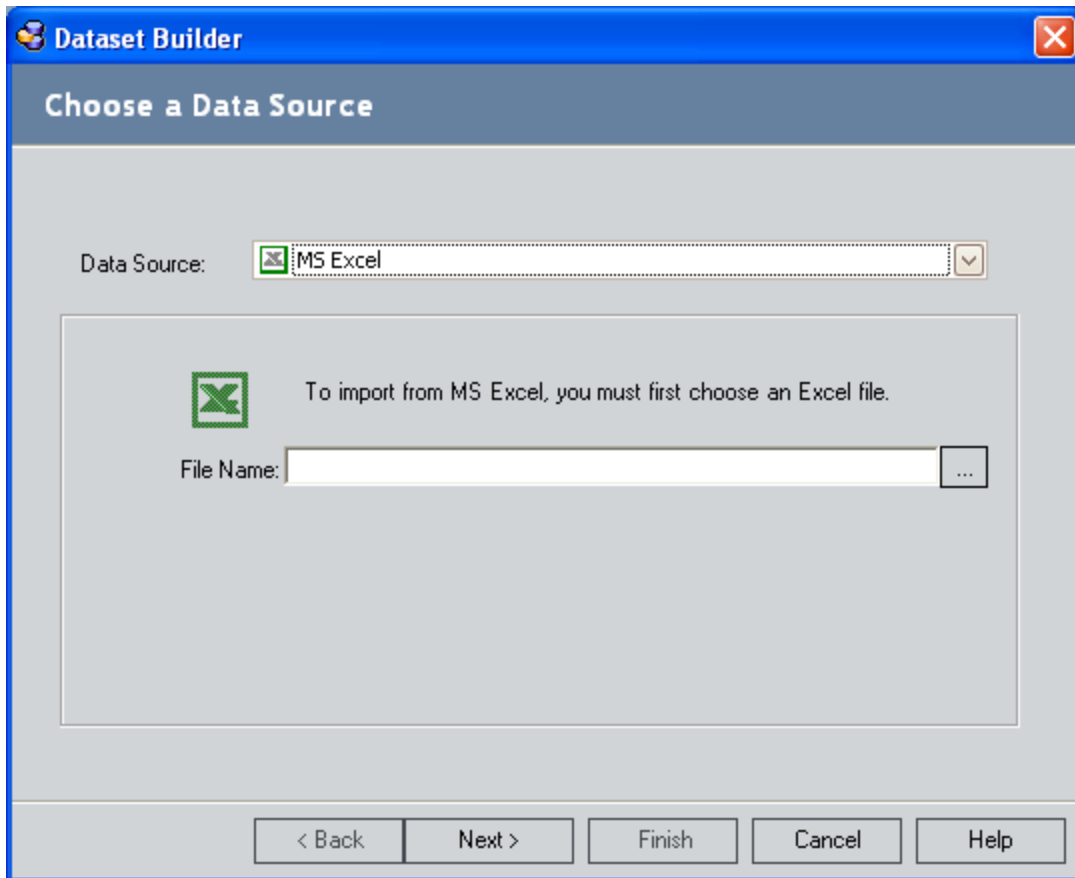 Dataset Builder
Choose a Data Source
Data Source: MS Excel
To import from MS Excel, you must first choose an Excel file.
File Name: ...
< Back Next > Finish Cancel Help